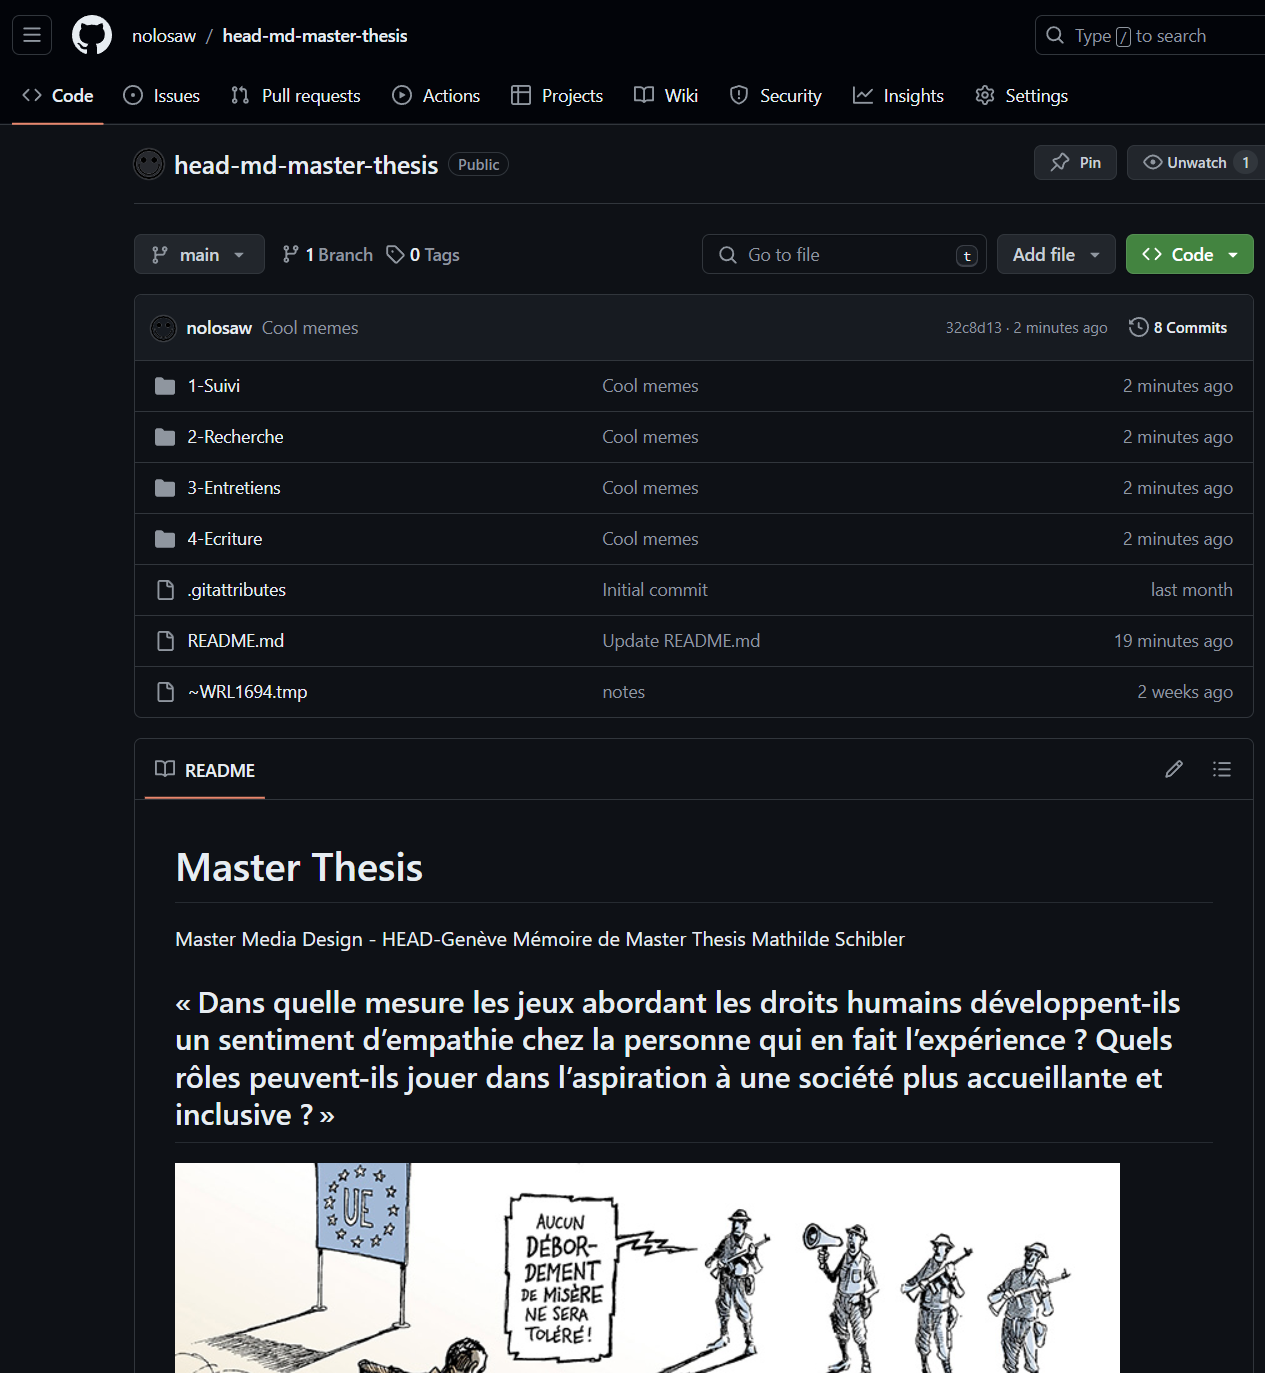 nolosaw / head-md-master-thesis
Type / to search
Code
Issues
Pull requests
Actions
Projects
Wiki
Security
Insights
Settings
head-md-master-thesis Public
Pin
Unwatch 1
main
1 Branch
0 Tags
Go to file t
Add file
Code
nolosaw Cool memes 32c8d13 · 2 minutes ago 8 Commits
1-Suivi Cool memes 2 minutes ago
2-Recherche Cool memes 2 minutes ago
3-Entretiens Cool memes 2 minutes ago
4-Ecriture Cool memes 2 minutes ago
.gitattributes Initial commit last month
README.md Update README.md 19 minutes ago
~WRL1694.tmp notes 2 weeks ago
README
Master Thesis
Master Media Design - HEAD-Genève Mémoire de Master Thesis Mathilde Schibler
« Dans quelle mesure les jeux abordant les droits humains développent-ils
un sentiment d’empathie chez la personne qui en fait l’expérience ? Quels
rôles peuvent-ils jouer dans l’aspiration à une société plus accueillante et
inclusive ? »
UE
AUCUN
DÉBOR-
DEMENT
DE MISÈRE
NE SERA
TOLÉRÉ !